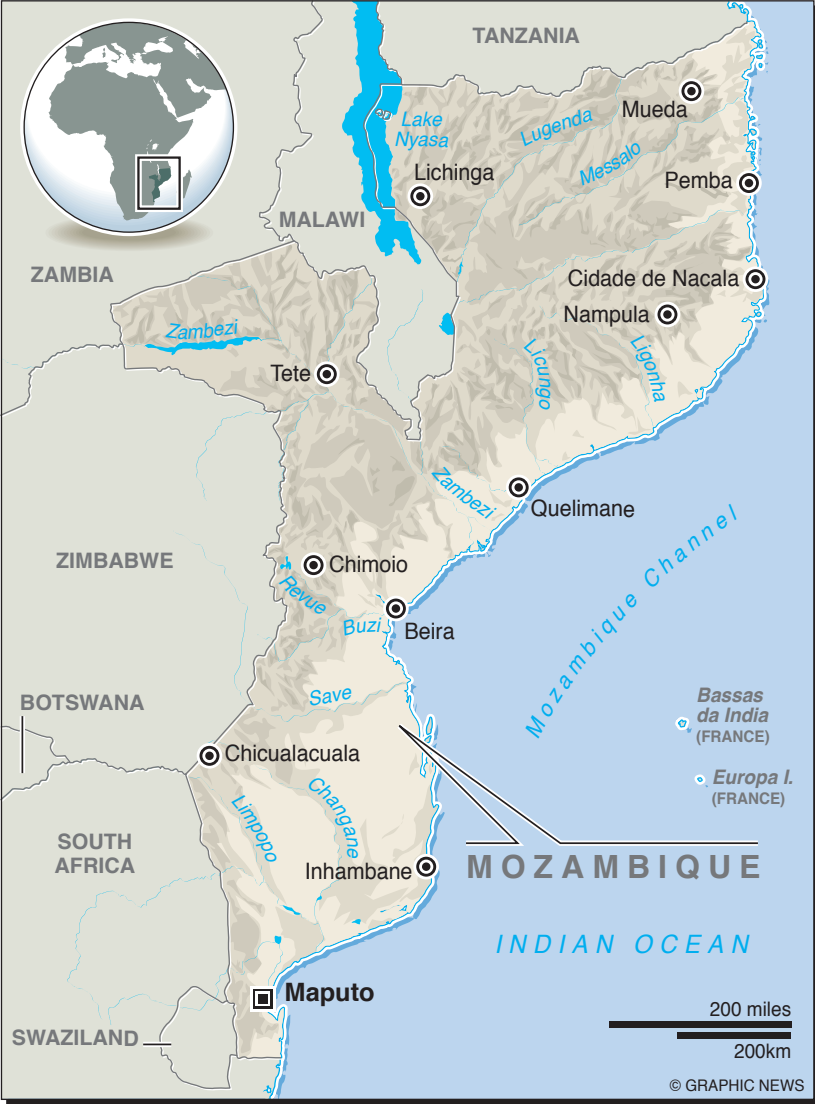 TANZANIA
Mueda
Lake
Nyasa
Lugenda
Messalo
Lichinga
Pemba
MALAWI
ZAMBIA
Cidade de Nacala
Nampula
Zambezi
Licungo
Ligonha
Tete
Zambezi
Quelimane
Mozambique Channel
ZIMBABWE
Chimoio
Revue
Buzi
Beira
Save
BOTSWANA
Bassas
da India
(FRANCE)
Chicualacuala
Europa I.
(FRANCE)
Limpopo
Changane
SOUTH
AFRICA
Inhambane
MOZAMBIQUE
INDIAN OCEAN
Maputo
200 miles
SWAZILAND
200km
© GRAPHIC NEWS